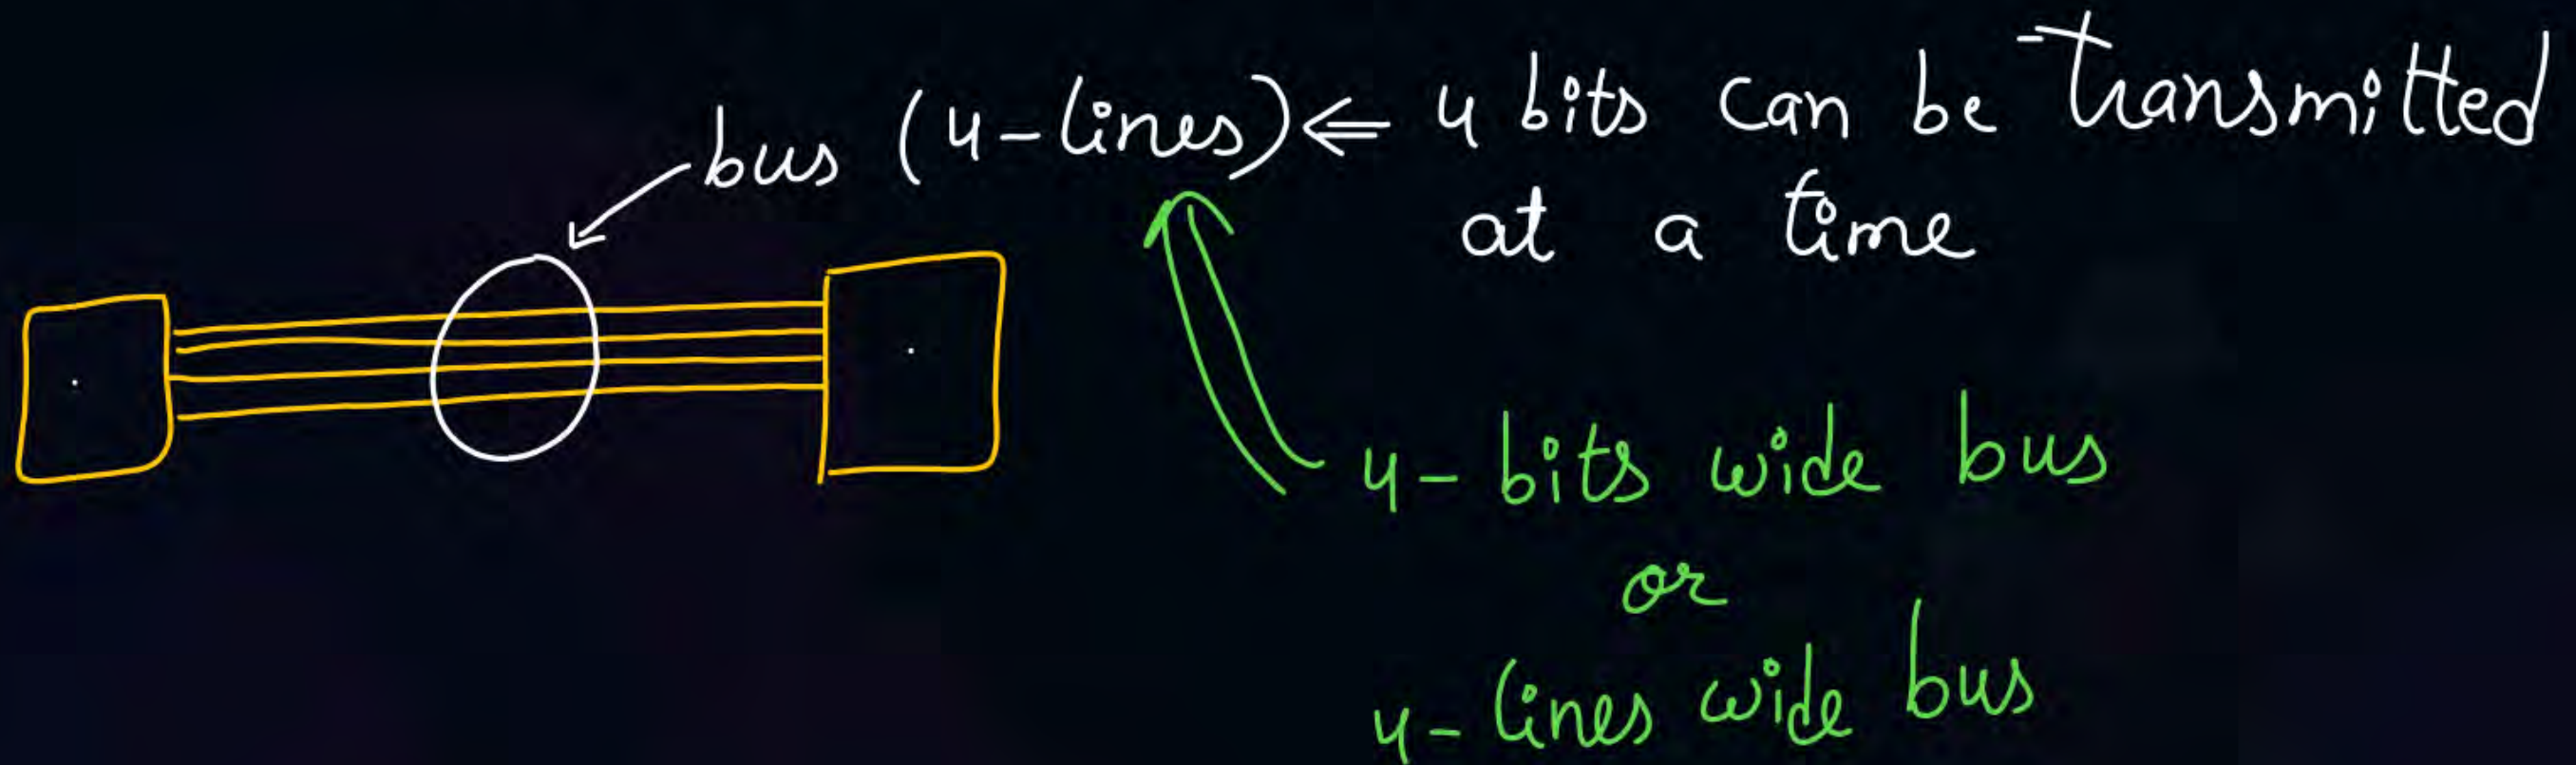 bus (4-lines) ⇐ 4 bits can be transmitted
at a time
4- bits wide bus
or
4- lines wide bus